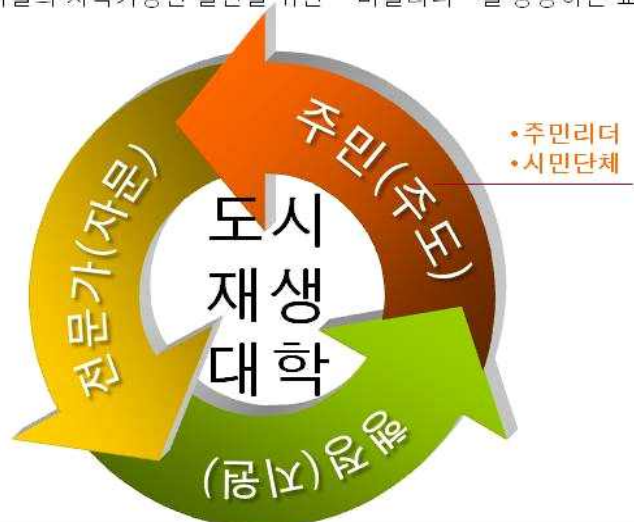 주민(주도)
•주민리더
•시민단체
전문가(자문)
도시
재생
대학
행정(지원)